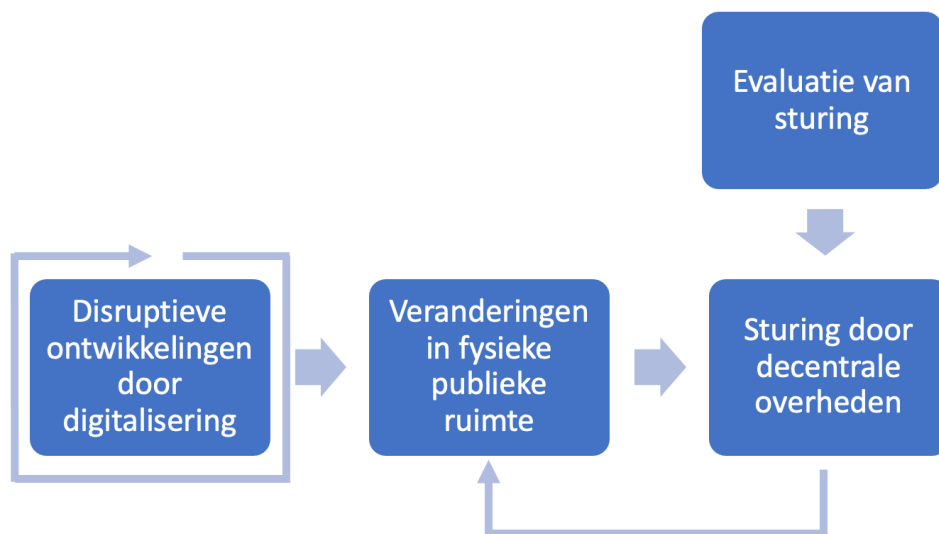 Evaluatie van
sturing
Disruptieve
ontwikkelingen
door
digitalisering
Veranderingen
in fysieke
publieke
ruimte
Sturing door
decentrale
overheden